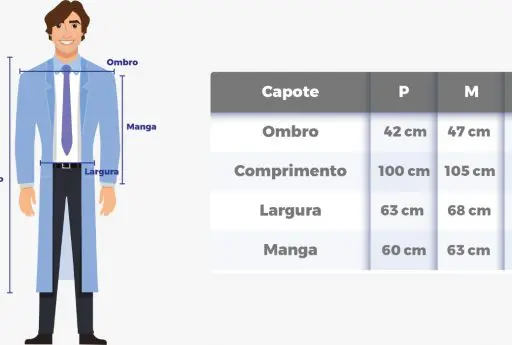 Ombro
Manga
Largura
Capote P M
Ombro 42 cm 47 cm
Comprimento 100 cm 105 cm
Largura 63 cm 68 cm
Manga 60 cm 63 cm